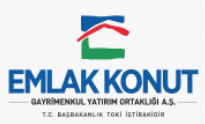 EMLAK KONUT
GAYRİMENKUL YATIRIM ORTAKLIĞI A.Ş.
T.C. BAŞBAKANLIK TOKİ İŞTİRAKİDİR